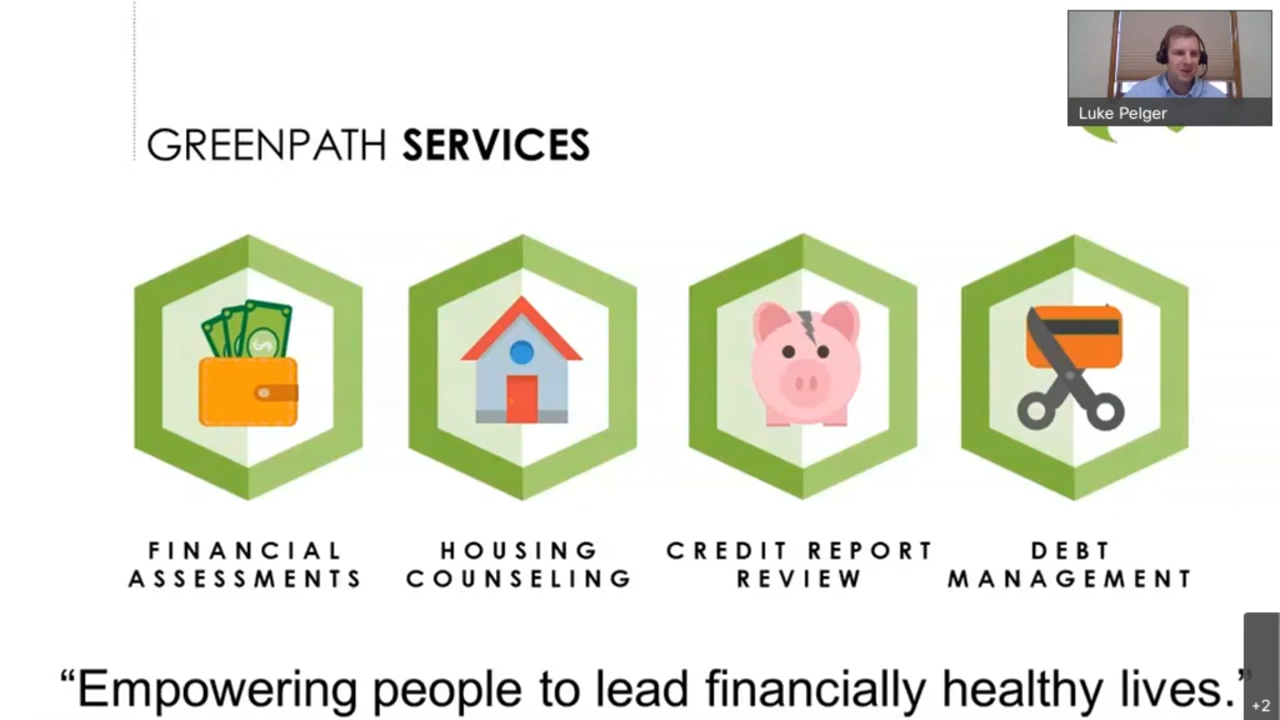 Luke Pelger
GREENPATH SERVICES
FINANCIAL
ASSESSMENTS
HOUSING
COUNSELING
CREDIT REPORT
REVIEW
DEBT
MANAGEMENT
“Empowering people to lead financially healthy lives.”
+2